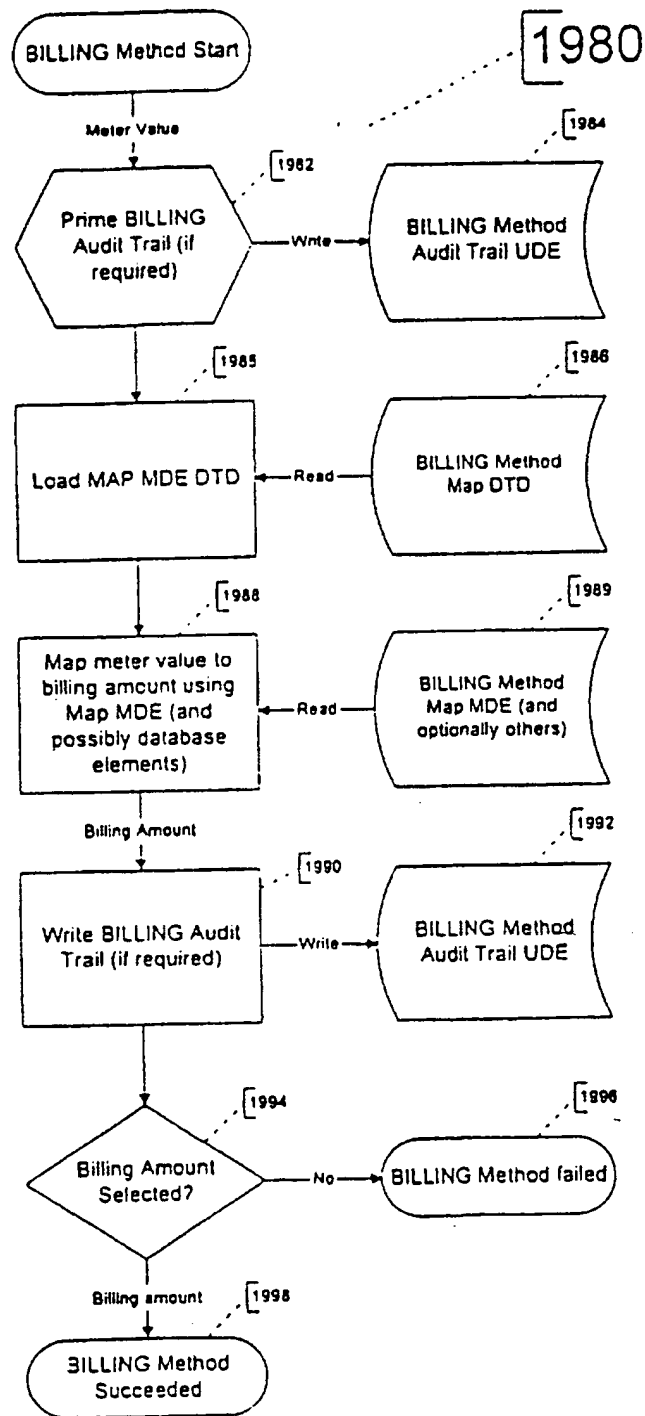 BILLING Method Start
1980
Meter Value
1982
1984
Prime BILLING
Audit Trail (if
required)
Write
BILLING Method
Audit Trail UDE
1985
1986
Load MAP MDE DTD
Read
BILLING Method
Map DTD
1988
1989
Map meter value to
billing amount using
Map MDE (and
possibly database
elements)
Read
BILLING Method
Map MDE (and
optionally others)
Billing Amount
1990
1992
Write BILLING Audit
Trail (if required)
Write
BILLING Method
Audit Trail UDE
1994
1996
Billing Amount
Selected?
No
BILLING Method failed
Billing amount
1998
BILLING Method
Succeeded